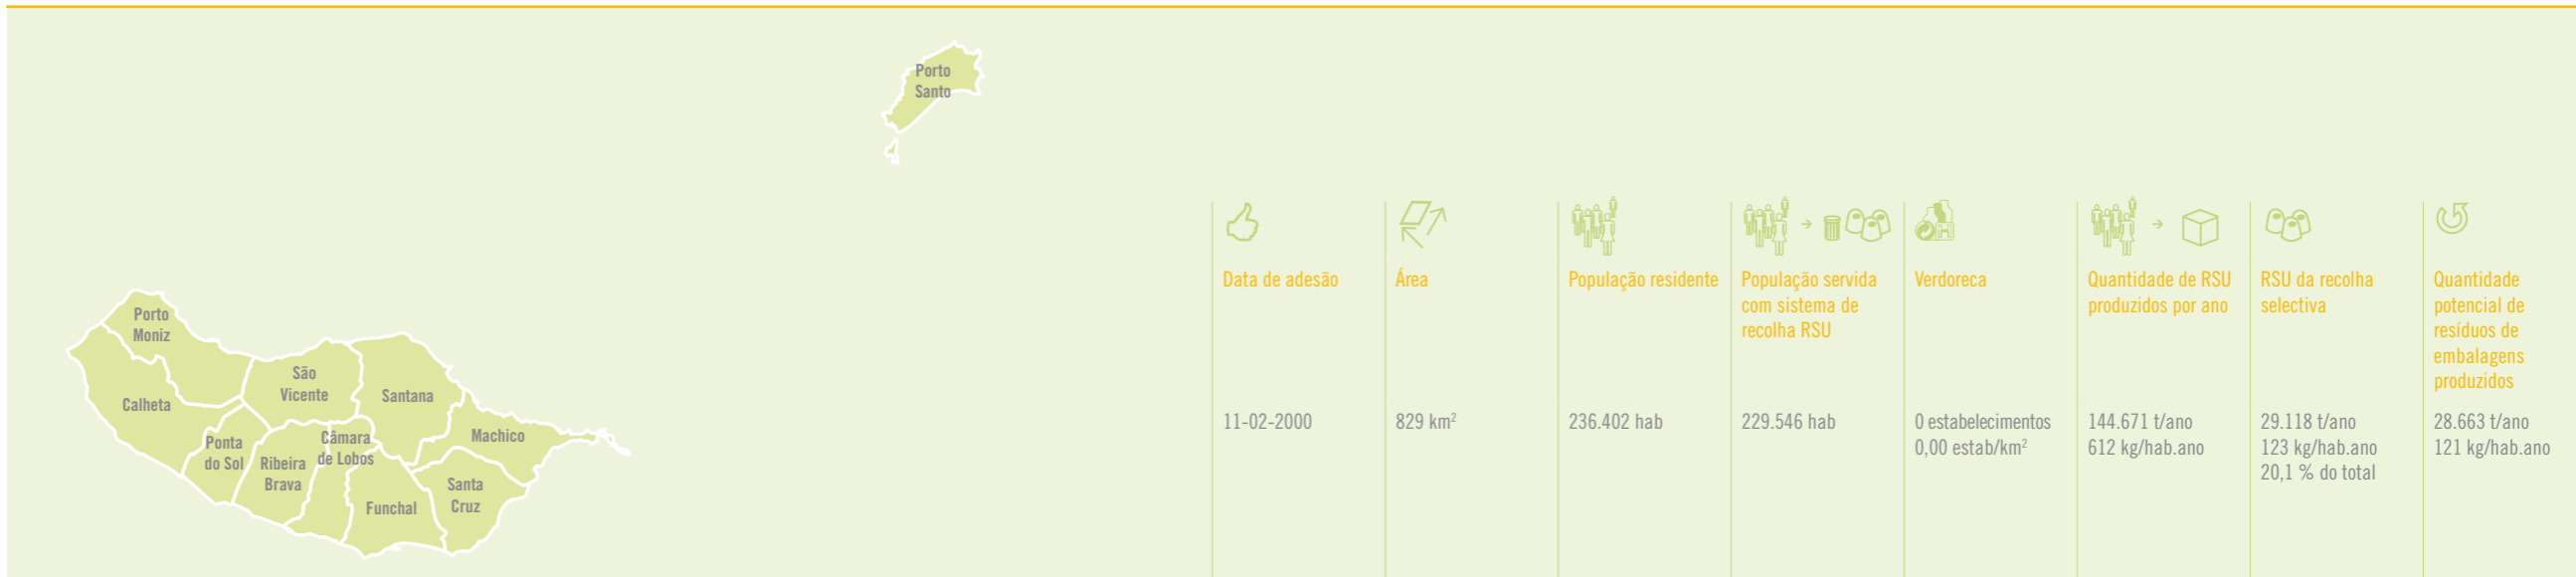 Porto
Santo
Porto
Moniz
São
Vicente
Santana
Calheta
Machico
Ponta
do Sol
Câmara
de Lobos
Ribeira
Brava
Santa
Cruz
Funchal
Data de adesão
11-02-2000
Área
829 km²
População residente
236.402 hab
População servida
com sistema de
recolha RSU
229.546 hab
Verdoreca
0 estabelecimentos
0,00 estab/km²
Quantidade de RSU
produzidos por ano
144.671 t/ano
612 kg/hab.ano
RSU da recolha
selectiva
29.118 t/ano
123 kg/hab.ano
20,1 % do total
Quantidade
potencial de
resíduos de
embalagens
produzidos
28.663 t/ano
121 kg/hab.ano